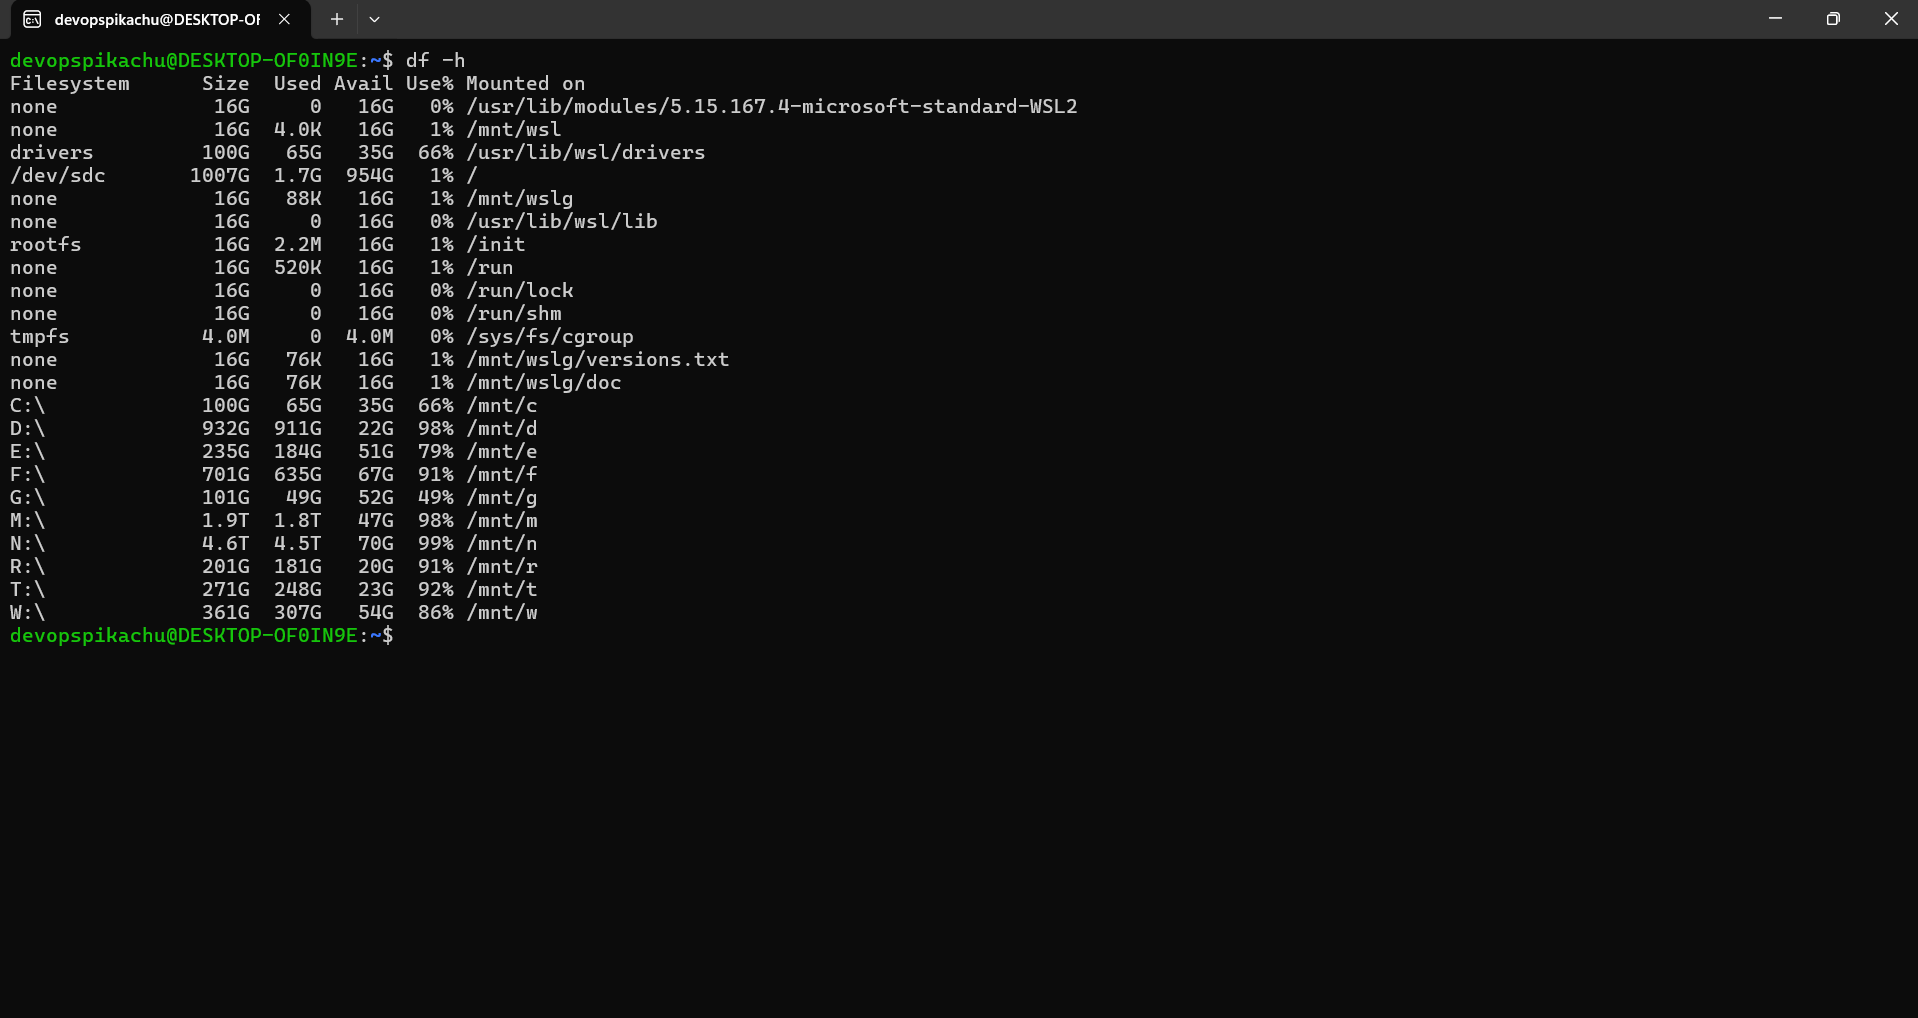 devopspikachu@DESKTOP-OF
devopspikachu@DESKTOP-OF0IN9E:~$ df -h
Filesystem      Size  Used Avail Use% Mounted on
none             16G     0   16G   0% /usr/lib/modules/5.15.167.4-microsoft-standard-WSL2
none             16G  4.0K   16G   1% /mnt/wsl
drivers         100G   65G   35G  66% /usr/lib/wsl/drivers
/dev/sdc       1007G  1.7G  954G   1% /
none             16G   88K   16G   1% /mnt/wslg
none             16G     0   16G   0% /usr/lib/wsl/lib
rootfs           16G  2.2M   16G   1% /init
none             16G  520K   16G   1% /run
none             16G     0   16G   0% /run/lock
none             16G     0   16G   0% /run/shm
tmpfs           4.0M     0  4.0M   0% /sys/fs/cgroup
none             16G   76K   16G   1% /mnt/wslg/versions.txt
none             16G   76K   16G   1% /mnt/wslg/doc
C:\             100G   65G   35G  66% /mnt/c
D:\             932G  911G   22G  98% /mnt/d
E:\             235G  184G   51G  79% /mnt/e
F:\             701G  635G   67G  91% /mnt/f
G:\             101G   49G   52G  49% /mnt/g
M:\             1.9T  1.8T   47G  98% /mnt/m
N:\             4.6T  4.5T   70G  99% /mnt/n
R:\             201G  181G   20G  91% /mnt/r
T:\             271G  248G   23G  92% /mnt/t
W:\             361G  307G   54G  86% /mnt/w
devopspikachu@DESKTOP-OF0IN9E:~$